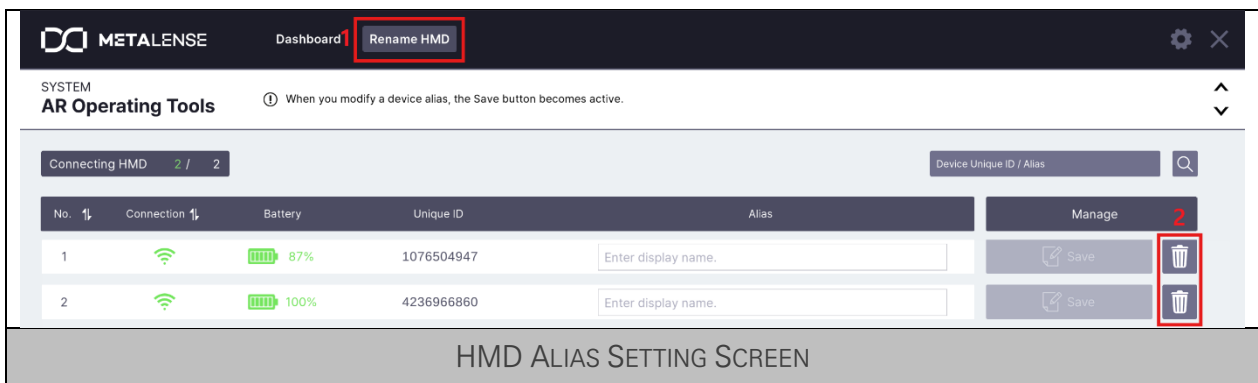 METALENSE Dashboard 1 Rename HMD
SYSTEM
AR Operating Tools
When you modify a device alias, the Save button becomes active.
Connecting HMD 2 / 2 Device Unique ID / Alias
No. Connection Battery Unique ID Alias Manage 2
1 87% 1076504947 Enter display name. Save
2 100% 4236966860 Enter display name. Save
HMD ALIAS SETTING SCREEN